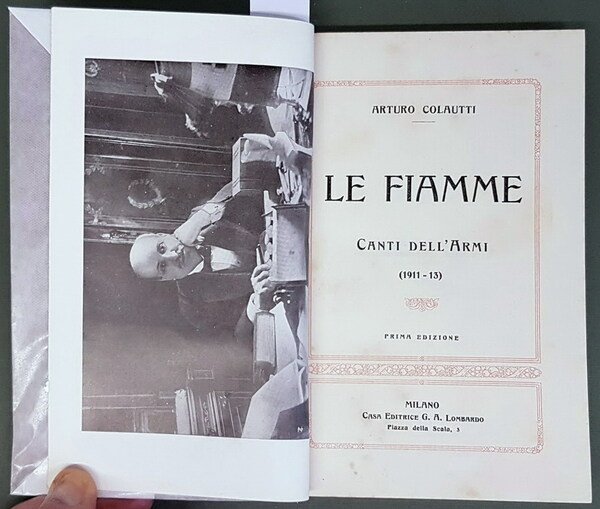 ARTURO COLAUTTI
LE FIAMME
CANTI DELL'ARMI
(1911-13)
PRIMA EDIZIONE
MILANO
CASA EDITRICE G. A. LOMBARDO
Piazza della Scala, 3